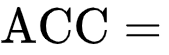 ACC =